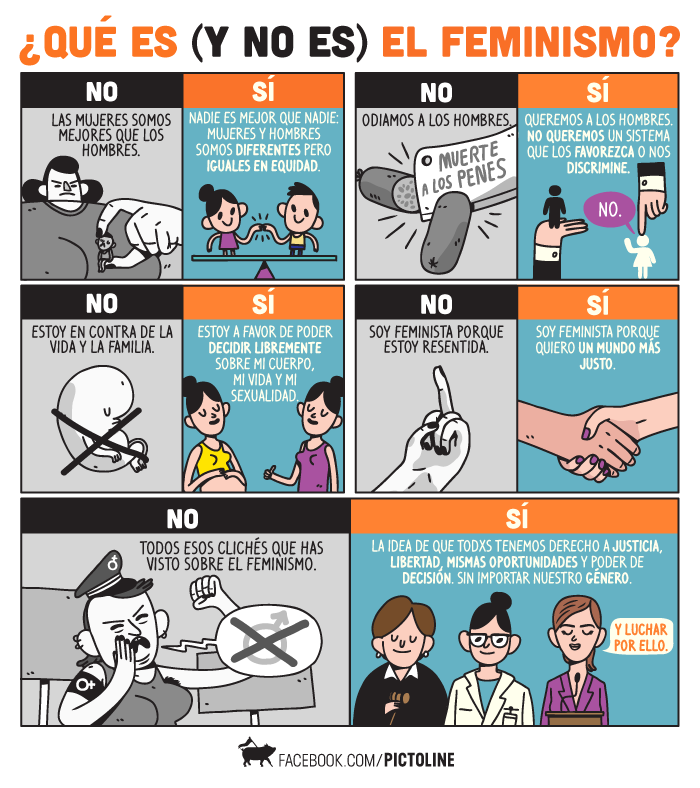 ¿QUÉ ES (Y NO ES) EL FEMINISMO?
NO
LAS MUJERES SOMOS
MEJORES QUE LOS
HOMBRES.
SÍ
NADIE ES MEJOR QUE NADIE:
MUJERES Y HOMBRES
SOMOS DIFERENTES PERO
IGUALES EN EQUIDAD.
NO
ODIAMOS A LOS HOMBRES.
MUERTE
A LOS PENES
SÍ
QUEREMOS A LOS HOMBRES.
NO QUEREMOS UN SISTEMA
QUE LOS FAVOREZCA O NOS
DISCRIMINE.
NO.
NO
ESTOY EN CONTRA DE LA
VIDA Y LA FAMILIA.
SÍ
ESTOY A FAVOR DE PODER
DECIDIR LIBREMENTE
SOBRE MI CUERPO,
MI VIDA Y MI
SEXUALIDAD.
NO
SOY FEMINISTA PORQUE
ESTOY RESENTIDA.
SÍ
SOY FEMINISTA PORQUE
QUIERO UN MUNDO MÁS
JUSTO.
NO
TODOS ESOS CLICHÉS QUE HAS
VISTO SOBRE EL FEMINISMO.
SÍ
LA IDEA DE QUE TODXS TENEMOS DERECHO A JUSTICIA,
LIBERTAD, MISMAS OPORTUNIDADES Y PODER DE
DECISIÓN. SIN IMPORTAR NUESTRO GÉNERO.
Y LUCHAR
POR ELLO.
FACEBOOK.COM/PICTOLINE